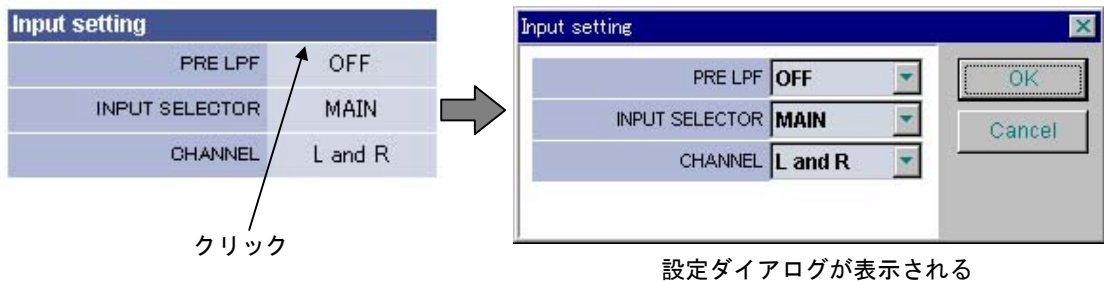 Input setting
PRE LPF OFF
INPUT SELECTOR MAIN
CHANNEL L and R
クリック
Input setting
PRE LPF OFF
INPUT SELECTOR MAIN
CHANNEL L and R
OK
Cancel
設定ダイアログが表示される